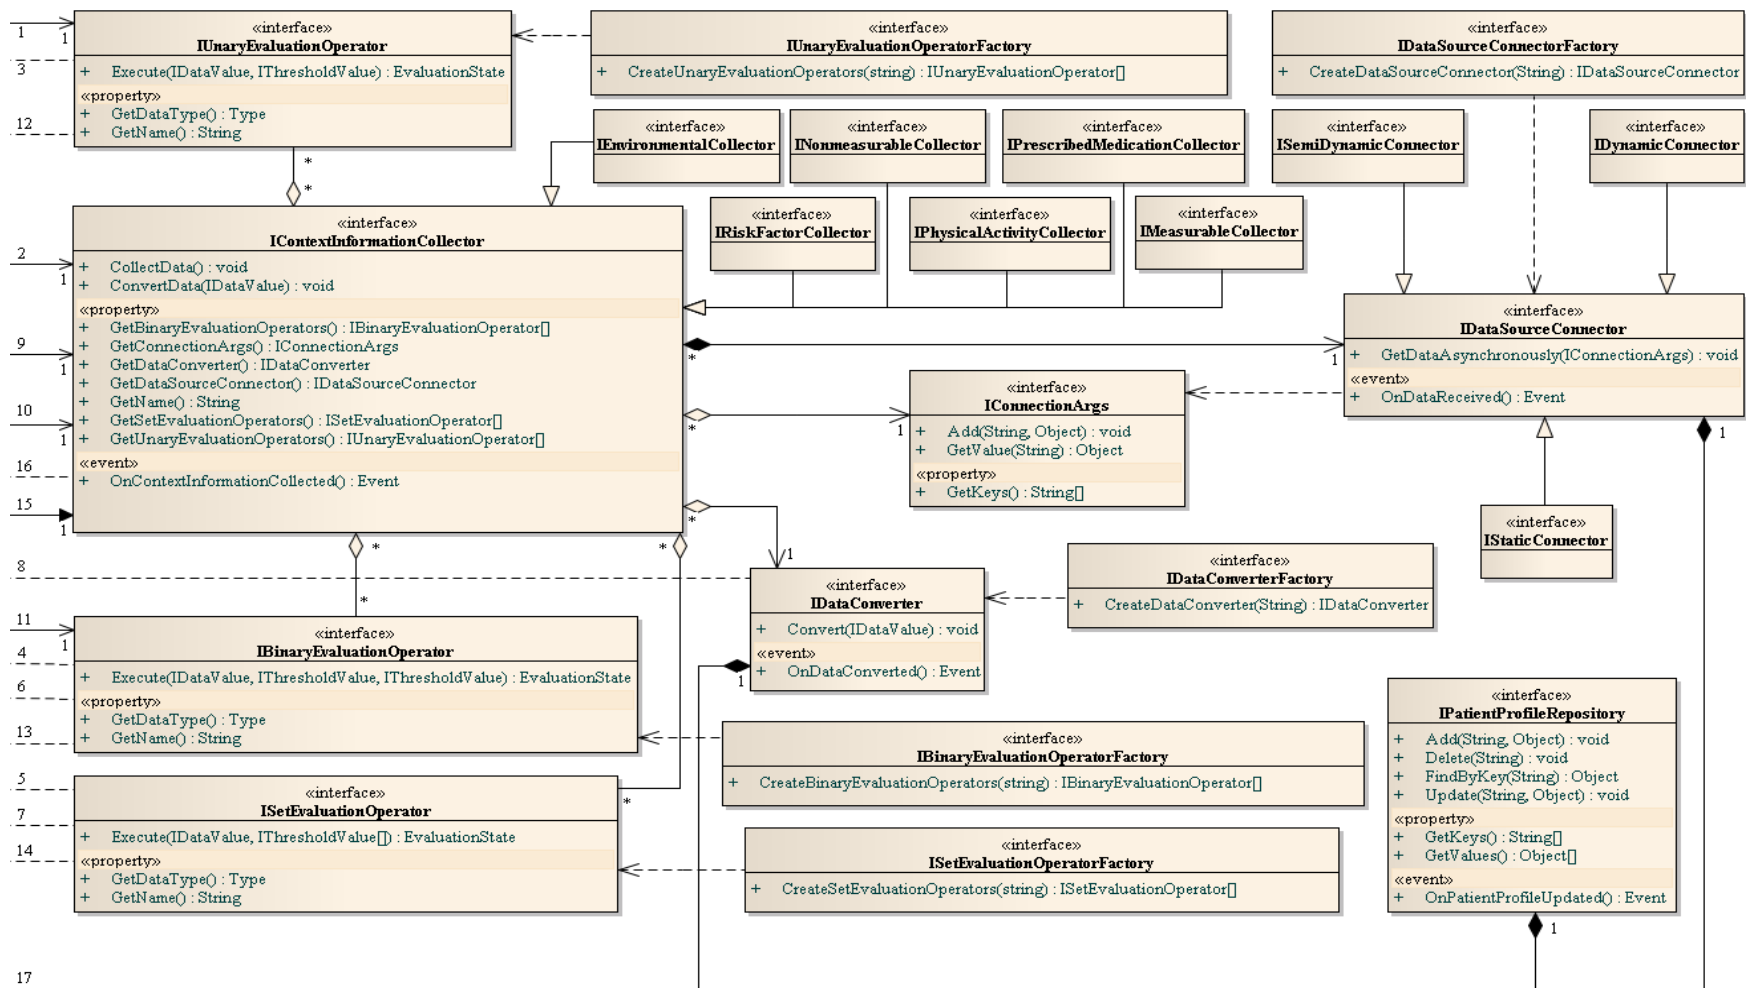 1
1
3
12
«interface»
IUnaryEvaluationOperator
+ Execute(IDataValue, IThresholdValue) : EvaluationState
«property»
+ GetDataType() : Type
+ GetName() : String
*
*
«interface»
IUnaryEvaluationOperatorFactory
+ CreateUnaryEvaluationOperators(string) : IUnaryEvaluationOperator[]
«interface»
IDataSourceConnectorFactory
+ CreateDataSourceConnector(String) : IDataSourceConnector
«interface»
IEnvironmentalCollector
«interface»
INonmeasurableCollector
«interface»
IPrescribedMedicationCollector
«interface»
ISemiDynamicConnector
«interface»
IDynamicConnector
«interface»
IRiskFactorCollector
«interface»
IPhysicalActivityCollector
«interface»
IMeasurableCollector
2
1
9
1
10
1
16
15
1
«interface»
IContextInformationCollector
+ CollectData() : void
+ ConvertData(IDataValue) : void
«property»
+ GetBinaryEvaluationOperators() : IBinaryEvaluationOperator[]
+ GetConnectionArgs() : IConnectionArgs
+ GetDataConverter() : IDataConverter
+ GetDataSourceConnector() : IDataSourceConnector
+ GetName() : String
+ GetSetEvaluationOperators() : ISetEvaluationOperator[]
+ GetUnaryEvaluationOperators() : IUnaryEvaluationOperator[]
«event»
+ OnContextInformationCollected() : Event
*
1
*
1
*
1
*
*
*
*
«interface»
IDataSourceConnector
+ GetDataAsynchronously(IConnectionArgs) : void
«event»
+ OnDataReceived() : Event
1
«interface»
IConnectionArgs
+ Add(String, Object) : void
+ GetValue(String) : Object
«property»
+ GetKeys() : String[]
«interface»
IStaticConnector
8
«interface»
IDataConverter
+ Convert(IDataValue) : void
«event»
+ OnDataConverted() : Event
1
«interface»
IDataConverterFactory
+ CreateDataConverter(String) : IDataConverter
11
1
4
6
13
«interface»
IBinaryEvaluationOperator
+ Execute(IDataValue, IThresholdValue, IThresholdValue) : EvaluationState
«property»
+ GetDataType() : Type
+ GetName() : String
«interface»
IBinaryEvaluationOperatorFactory
+ CreateBinaryEvaluationOperators(string) : IBinaryEvaluationOperator[]
«interface»
IPatientProfileRepository
+ Add(String, Object) : void
+ Delete(String) : void
+ FindByKey(String) : Object
+ Update(String, Object) : void
«property»
+ GetKeys() : String[]
+ GetValues() : Object[]
«event»
+ OnPatientProfileUpdated() : Event
1
5
7
14
«interface»
ISetEvaluationOperator
+ Execute(IDataValue, IThresholdValue[]) : EvaluationState
«property»
+ GetDataType() : Type
+ GetName() : String
«interface»
ISetEvaluationOperatorFactory
+ CreateSetEvaluationOperators(string) : ISetEvaluationOperator[]
17